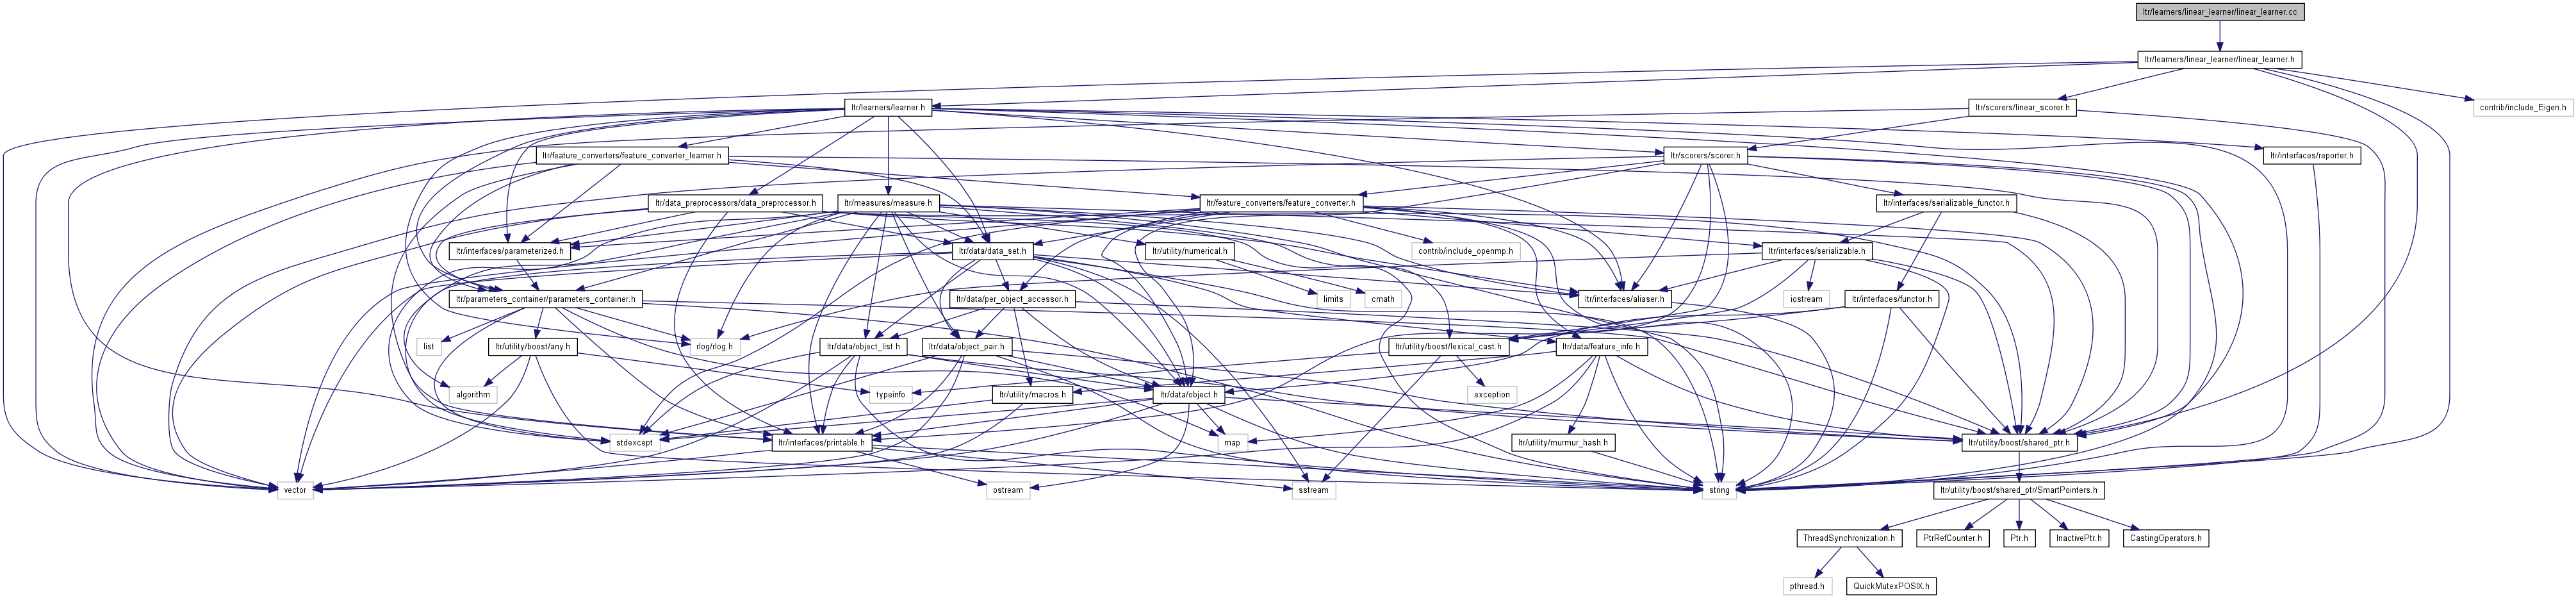 ltr/learners/linear_learner/linear_learner.cc
ltr/learners/linear_learner/linear_learner.h
ltr/learners/learner.h
ltr/scorers/linear_scorer.h
contrib/include_Eigen.h
ltr/feature_converters/feature_converter_learner.h
ltr/scorers/scorer.h
ltr/interfaces/reporter.h
ltr/data_preprocessors/data_preprocessor.h
ltr/measures/measure.h
ltr/feature_converters/feature_converter.h
ltr/interfaces/serializable_functor.h
ltr/interfaces/parameterized.h
ltr/data/data_set.h
ltr/utility/numerical.h
contrib/include_openmp.h
ltr/interfaces/serializable.h
ltr/parameters_container/parameters_container.h
ltr/data/per_object_accessor.h
limits
cmath
ltr/interfaces/aliaser.h
iostream
ltr/interfaces/functor.h
list
ltr/utility/boost/any.h
rlog/rlog.h
ltr/data/object_list.h
ltr/data/object_pair.h
ltr/utility/boost/lexical_cast.h
ltr/data/feature_info.h
algorithm
typeinfo
ltr/utility/macros.h
ltr/data/object.h
exception
stdexcept
ltr/interfaces/printable.h
map
ltr/utility/murmur_hash.h
ltr/utility/boost/shared_ptr.h
vector
ostream
sstream
string
ltr/utility/boost/shared_ptr/SmartPointers.h
ThreadSynchronization.h
PtrRefCounter.h
Ptr.h
InactivePtr.h
CastingOperators.h
pthread.h
QuickMutexPOSIX.h